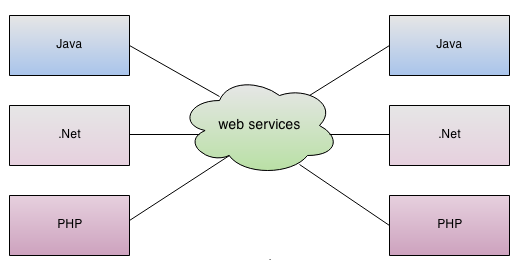 Java
Java
web services
.Net
.Net
PHP
PHP